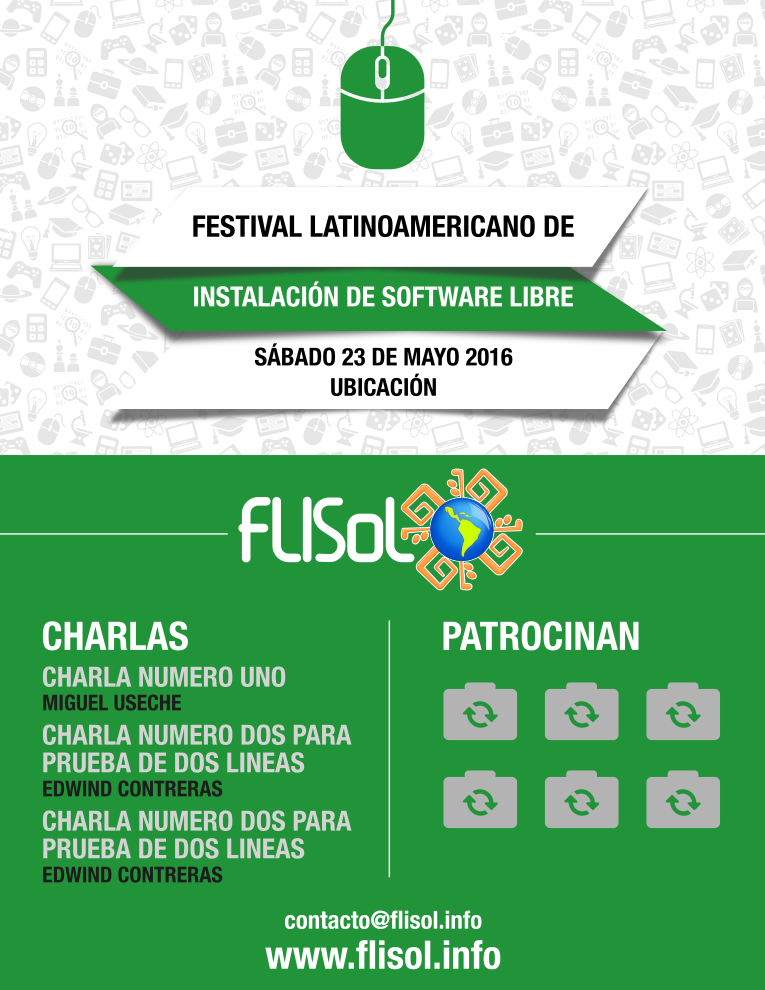 FESTIVAL LATINOAMERICANO DE
INSTALACIÓN DE SOFTWARE LIBRE
SÁBADO 23 DE MAYO 2016
UBICACIÓN
FLISoL
CHARLAS
CHARLA NUMERO UNO
MIGUEL USECHE
CHARLA NUMERO DOS PARA
PRUEBA DE DOS LINEAS
EDWIND CONTRERAS
CHARLA NUMERO DOS PARA
PRUEBA DE DOS LINEAS
EDWIND CONTRERAS
PATROCINAN
contacto@flisol.info
www.flisol.info